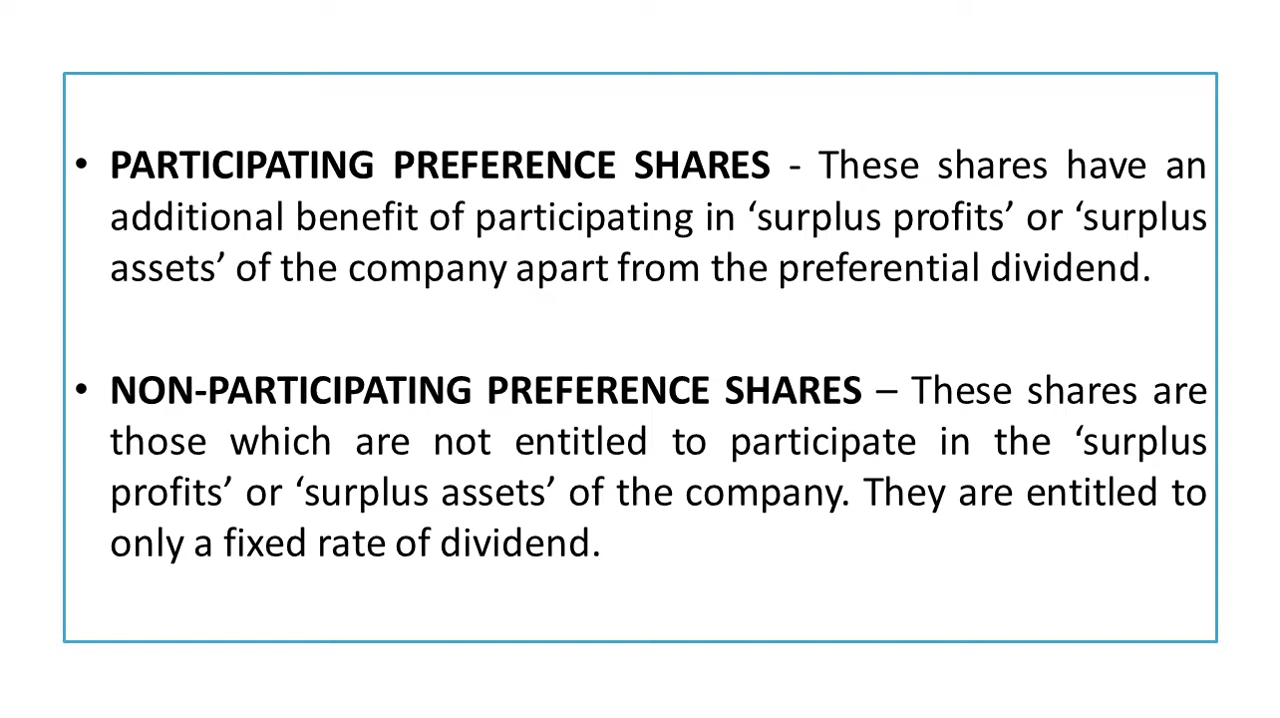 • PARTICIPATING PREFERENCE SHARES - These shares have an
additional benefit of participating in ‘surplus profits’ or ‘surplus
assets’ of the company apart from the preferential dividend.
• NON-PARTICIPATING PREFERENCE SHARES – These shares are
those which are not entitled to participate in the ‘surplus
profits’ or ‘surplus assets’ of the company. They are entitled to
only a fixed rate of dividend.